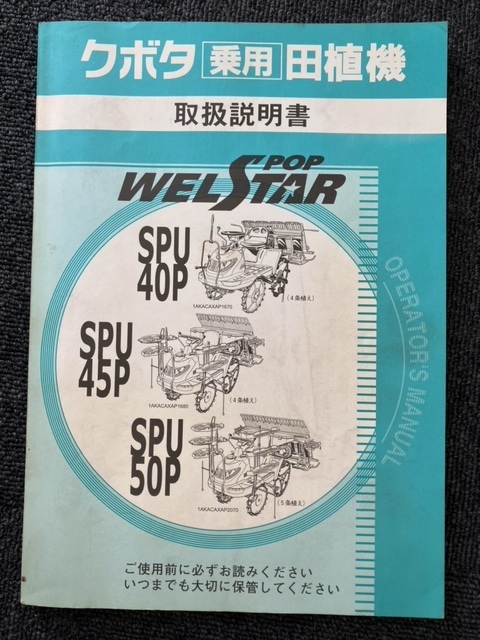 クボタ 乗用 田植機
取扱説明書
POP
WELSTAR
SPU
40P
1AKACAXAP1670
(4条植え)
SPU
45P
1AKACAXAP1680
(4条植え)
SPU
50P
1AKACAXAP2070
(5条植え)
OPERATOR'S MANUAL
ご使用前に必ずお読みください
いつまでも大切に保管してください